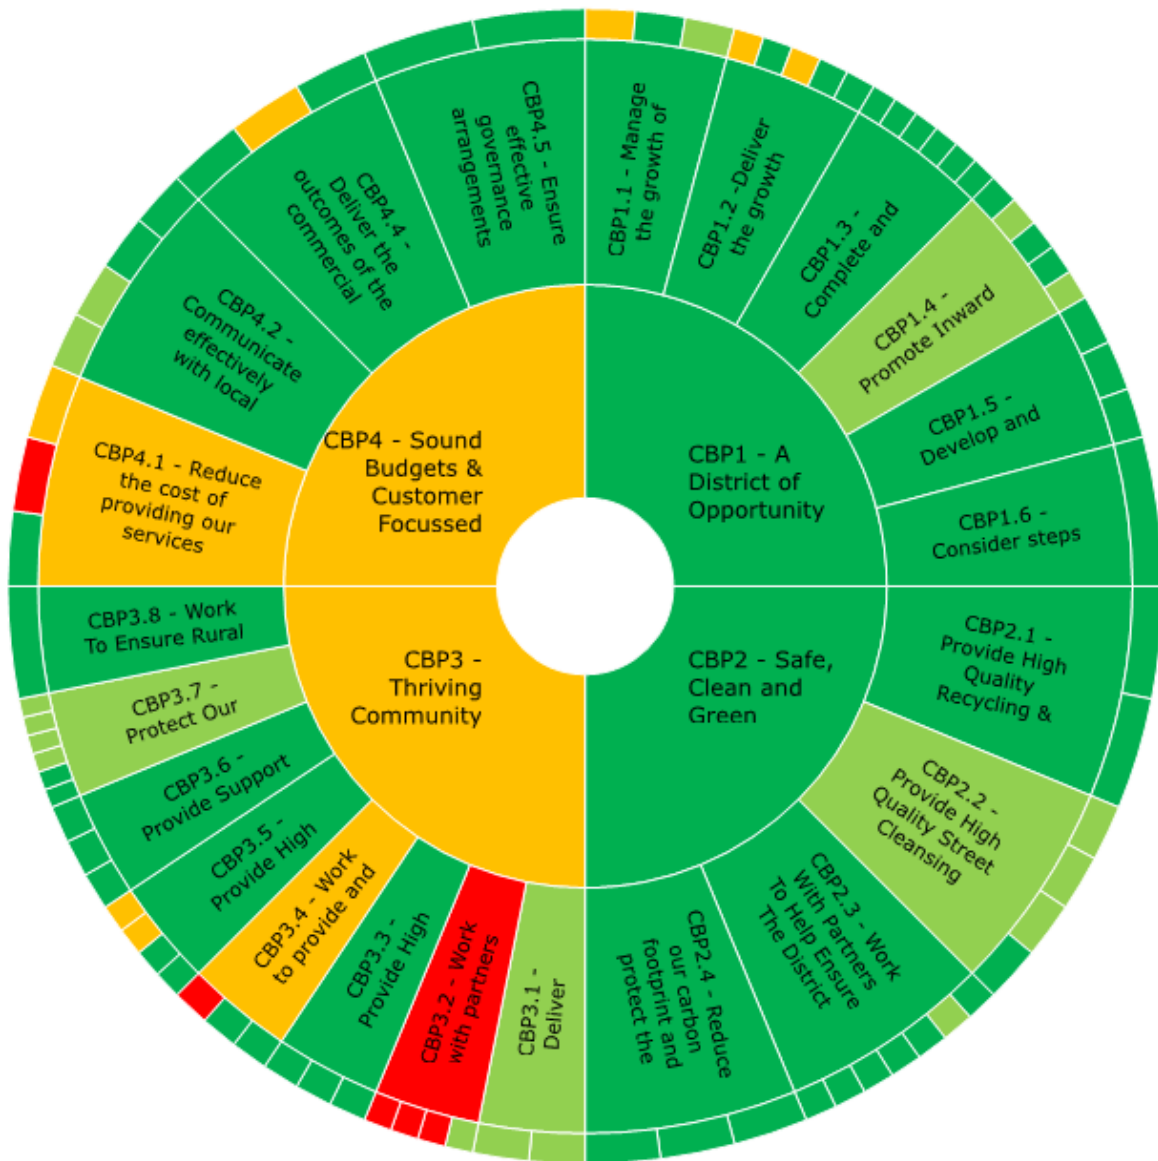 CBP1 - A
District of
Opportunity
CBP1.1 - Manage
the growth of
CBP1.2 -Deliver
the growth
CBP1.3 -
Complete and
CBP1.4 -
Promote Inward
CBP1.5 -
Develop and
CBP1.6 -
Consider steps
CBP2 - Safe,
Clean and
Green
CBP2.1 -
Provide High
Quality
Recycling &
CBP2.2 -
Provide High
Quality Street
Cleansing
CBP2.3 - Work
With Partners
To Help Ensure
The District
CBP2.4 - Reduce
our carbon
footprint and
protect the
CBP3 -
Thriving
Community
CBP3.1 -
Deliver
CBP3.2 - Work
with partners
CBP3.3 -
Provide High
CBP3.4 - Work
to provide and
CBP3.5 -
Provide High
CBP3.6 -
Provide Support
CBP3.7 -
Protect Our
CBP3.8 - Work
To Ensure Rural
CBP4 - Sound
Budgets &
Customer
Focussed
CBP4.1 - Reduce
the cost of
providing our
services
CBP4.2 -
Communicate
effectively
with local
CBP4.4 -
Deliver the
outcomes of the
commercial
CBP4.5 - Ensure
effective
governance
arrangements